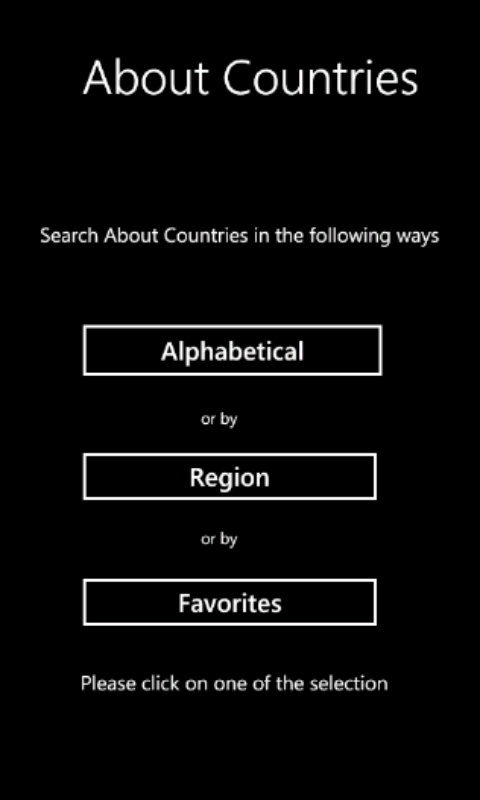 About Countries
Search About Countries in the following ways
Alphabetical
or by
Region
or by
Favorites
Please click on one of the selection